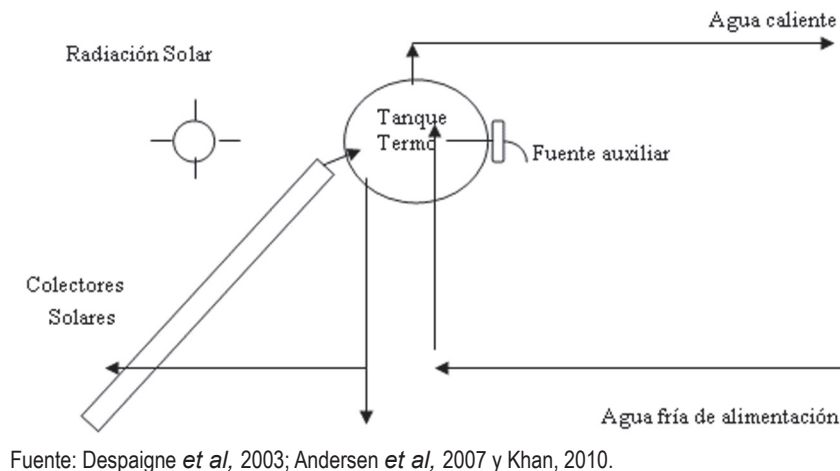 Agua caliente
Radiación Solar
Tanque
Termo
Fuente auxiliar
Colectores
Solares
Agua fría de alimentación
Fuente: Despaigne et al, 2003; Andersen et al, 2007 y Khan, 2010.